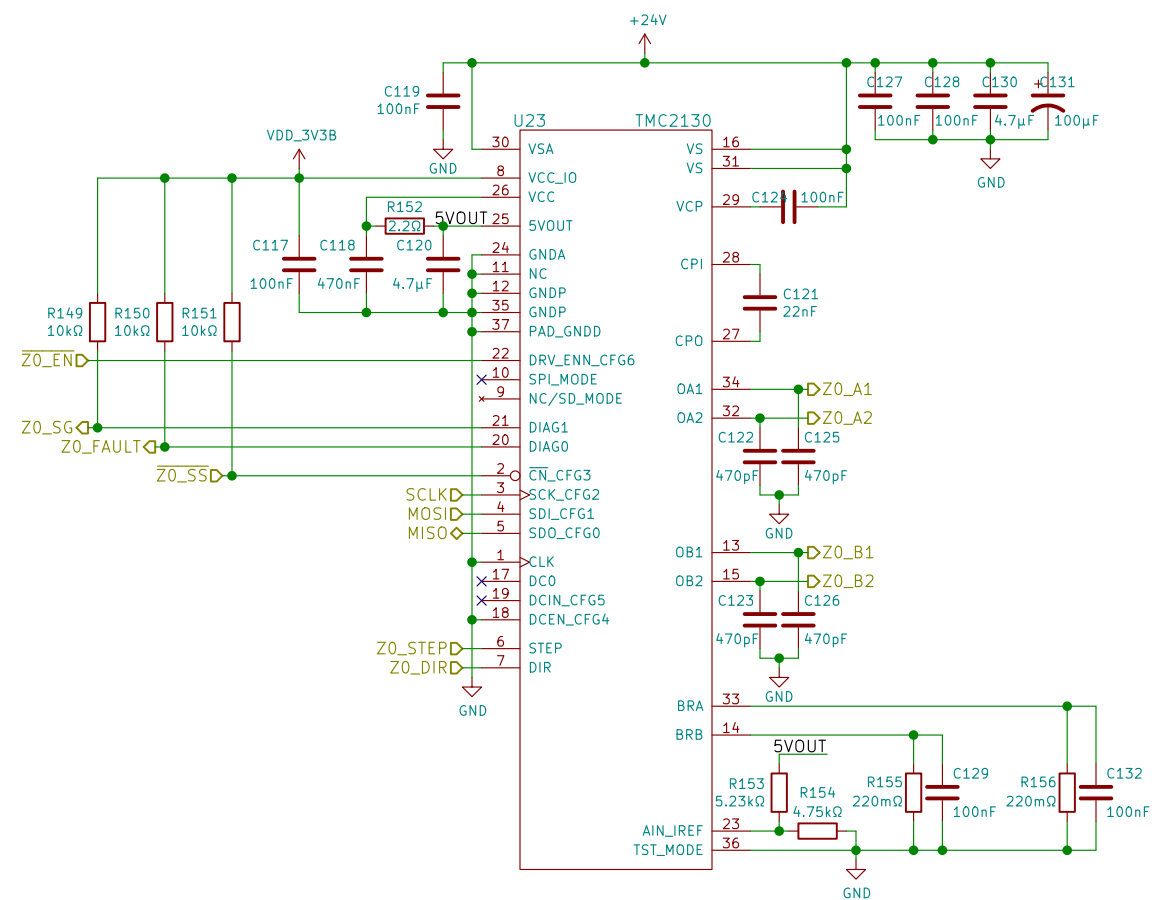 +24V
C119
100nF
GND
C127
100nF
C128
100nF
C130
4.7µF
+
C131
100µF
GND
U23
TMC2130
VDD_3V3B
30
VSA
8
VCC_IO
26
VCC
25
5VOUT
24
GNDA
11
NC
12
GNDP
35
GNDP
37
PAD_GNDD
22
DRV_ENN_CFG6
10
SPI_MODE
9
NC/SD_MODE
21
DIAG1
20
DIAG0
2
CN_CFG3
3
SCK_CFG2
4
SDI_CFG1
5
SDO_CFG0
1
CLK
17
DCO
19
DCIN_CFG5
18
DCEN_CFG4
6
STEP
7
DIR
R152
2.2Ω
5VOUT
C117
100nF
C118
470nF
C120
4.7µF
R149
10kΩ
R150
10kΩ
R151
10kΩ
Z0_EN
Z0_SG
Z0_FAULT
Z0_SS
SCLK
MOSI
MISO
Z0_STEP
Z0_DIR
GND
VS
16
VS
31
VCP
29
C124
100nF
CPI
28
C121
22nF
CPO
27
OA1
34
Z0_A1
OA2
32
Z0_A2
C122
470pF
C125
470pF
GND
OB1
13
Z0_B1
OB2
15
Z0_B2
C123
470pF
C126
470pF
GND
BRA
33
BRB
14
5VOUT
R153
5.23kΩ
R154
4.75kΩ
R155
220mΩ
C129
100nF
R156
220mΩ
C132
100nF
AIN_IREF
23
TST_MODE
36
GND